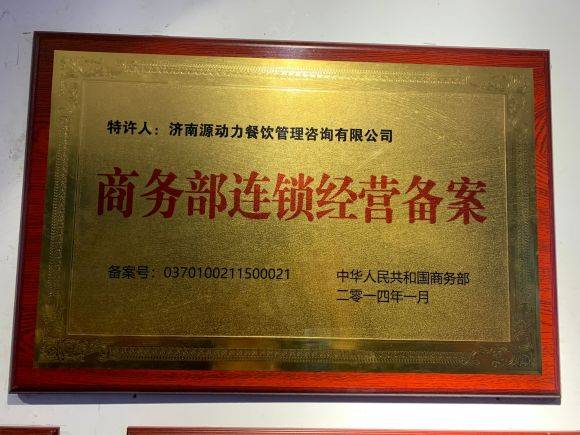 特许人：济南源动力餐饮管理咨询有限公司
商务部连锁经营备案
备案号：0370100211500021
中华人民共和国商务部
二零一四年一月